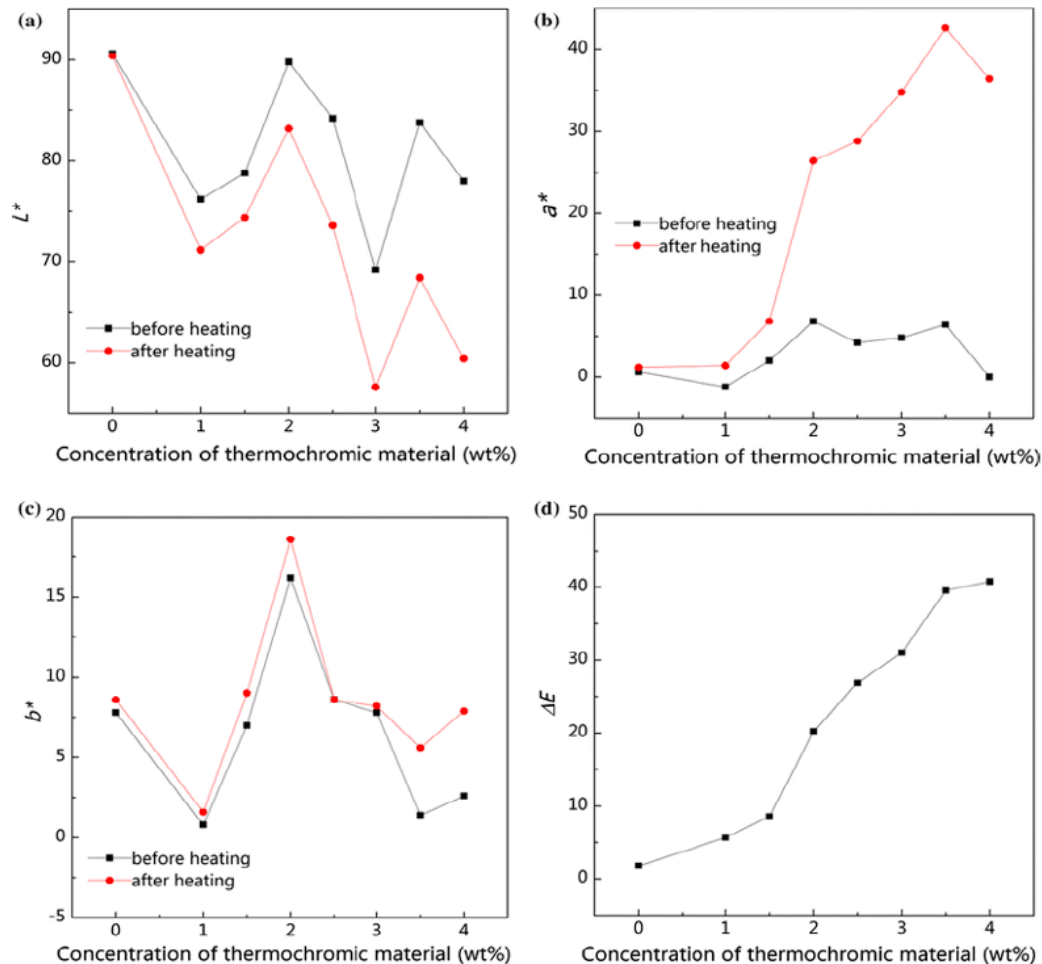 (a)
90
80
70
60
L*
before heating
after heating
0 1 2 3 4
Concentration of thermochromic material (wt%)
(b)
40
30
20
10
0
a*
before heating
after heating
0 1 2 3 4
Concentration of thermochromic material (wt%)
(c)
20
15
10
5
0
-5
b*
before heating
after heating
0 1 2 3 4
Concentration of thermochromic material (wt%)
(d)
50
40
30
20
10
0
ΔE
0 1 2 3 4
Concentration of thermochromic material (wt%)